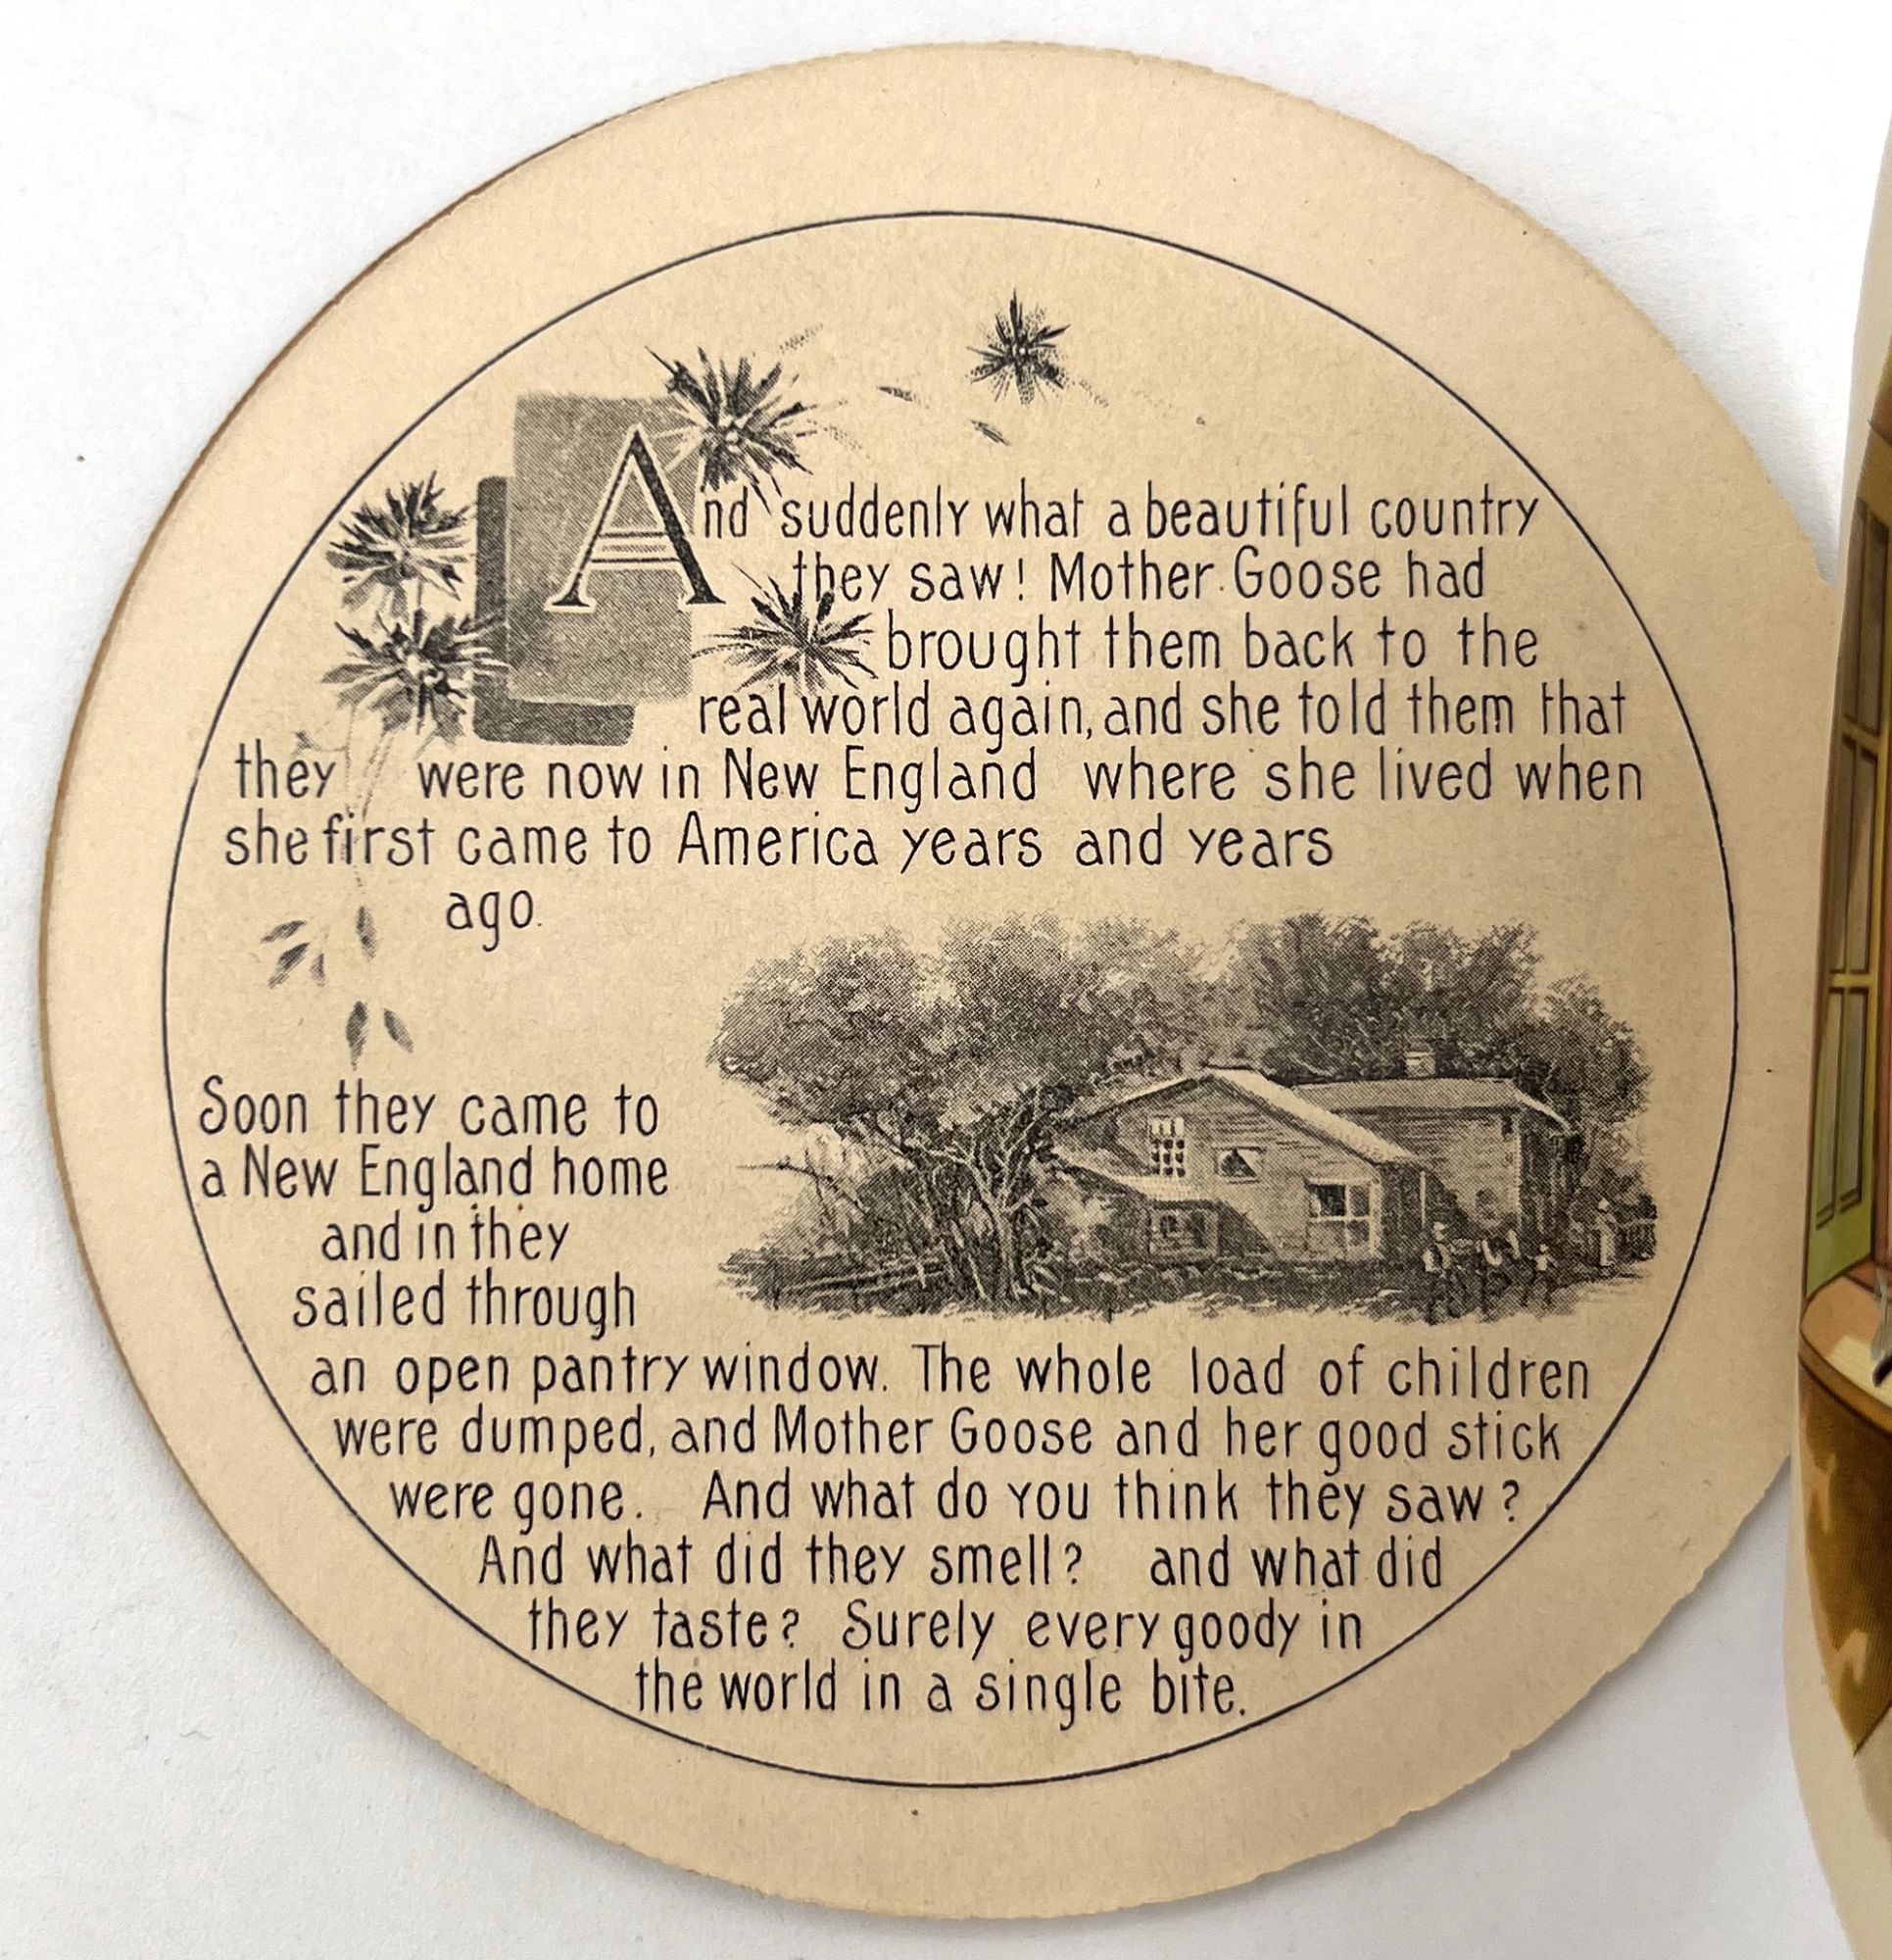 And suddenly what a beautiful country
they saw! Mother Goose had
brought them back to the
real world again, and she told them that
they were now in New England where she lived when
she first came to America years and years
ago.
Soon they came to
a New England home
and in they
sailed through
an open pantry window. The whole load of children
were dumped, and Mother Goose and her good stick
were gone. And what do you think they saw?
And what did they smell? and what did
they taste? Surely every goody in
the world in a single bite.